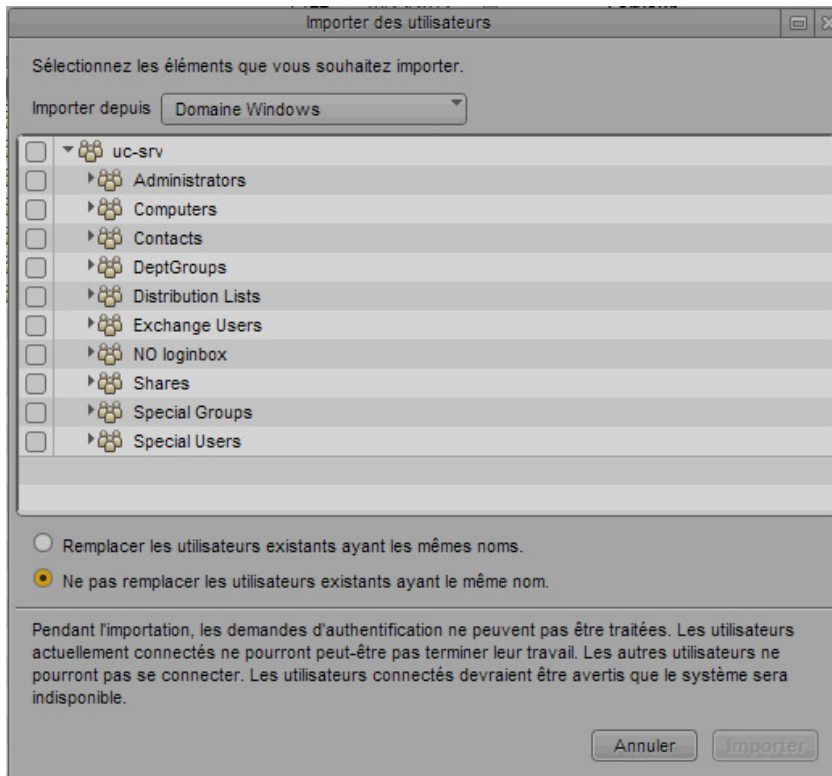 Importer des utilisateurs
Sélectionnez les éléments que vous souhaitez importer.
Importer depuis Domaine Windows
uc-srv
Administrators
Computers
Contacts
DeptGroups
Distribution Lists
Exchange Users
NO loginbox
Shares
Special Groups
Special Users
Remplacer les utilisateurs existants ayant les mêmes noms.
Ne pas remplacer les utilisateurs existants ayant le même nom.
Pendant l'importation, les demandes d'authentification ne peuvent pas être traitées. Les utilisateurs
actuellement connectés ne pourront peut-être pas terminer leur travail. Les autres utilisateurs ne
pourront pas se connecter. Les utilisateurs connectés devraient être avertis que le système sera
indisponible.
Annuler Importer